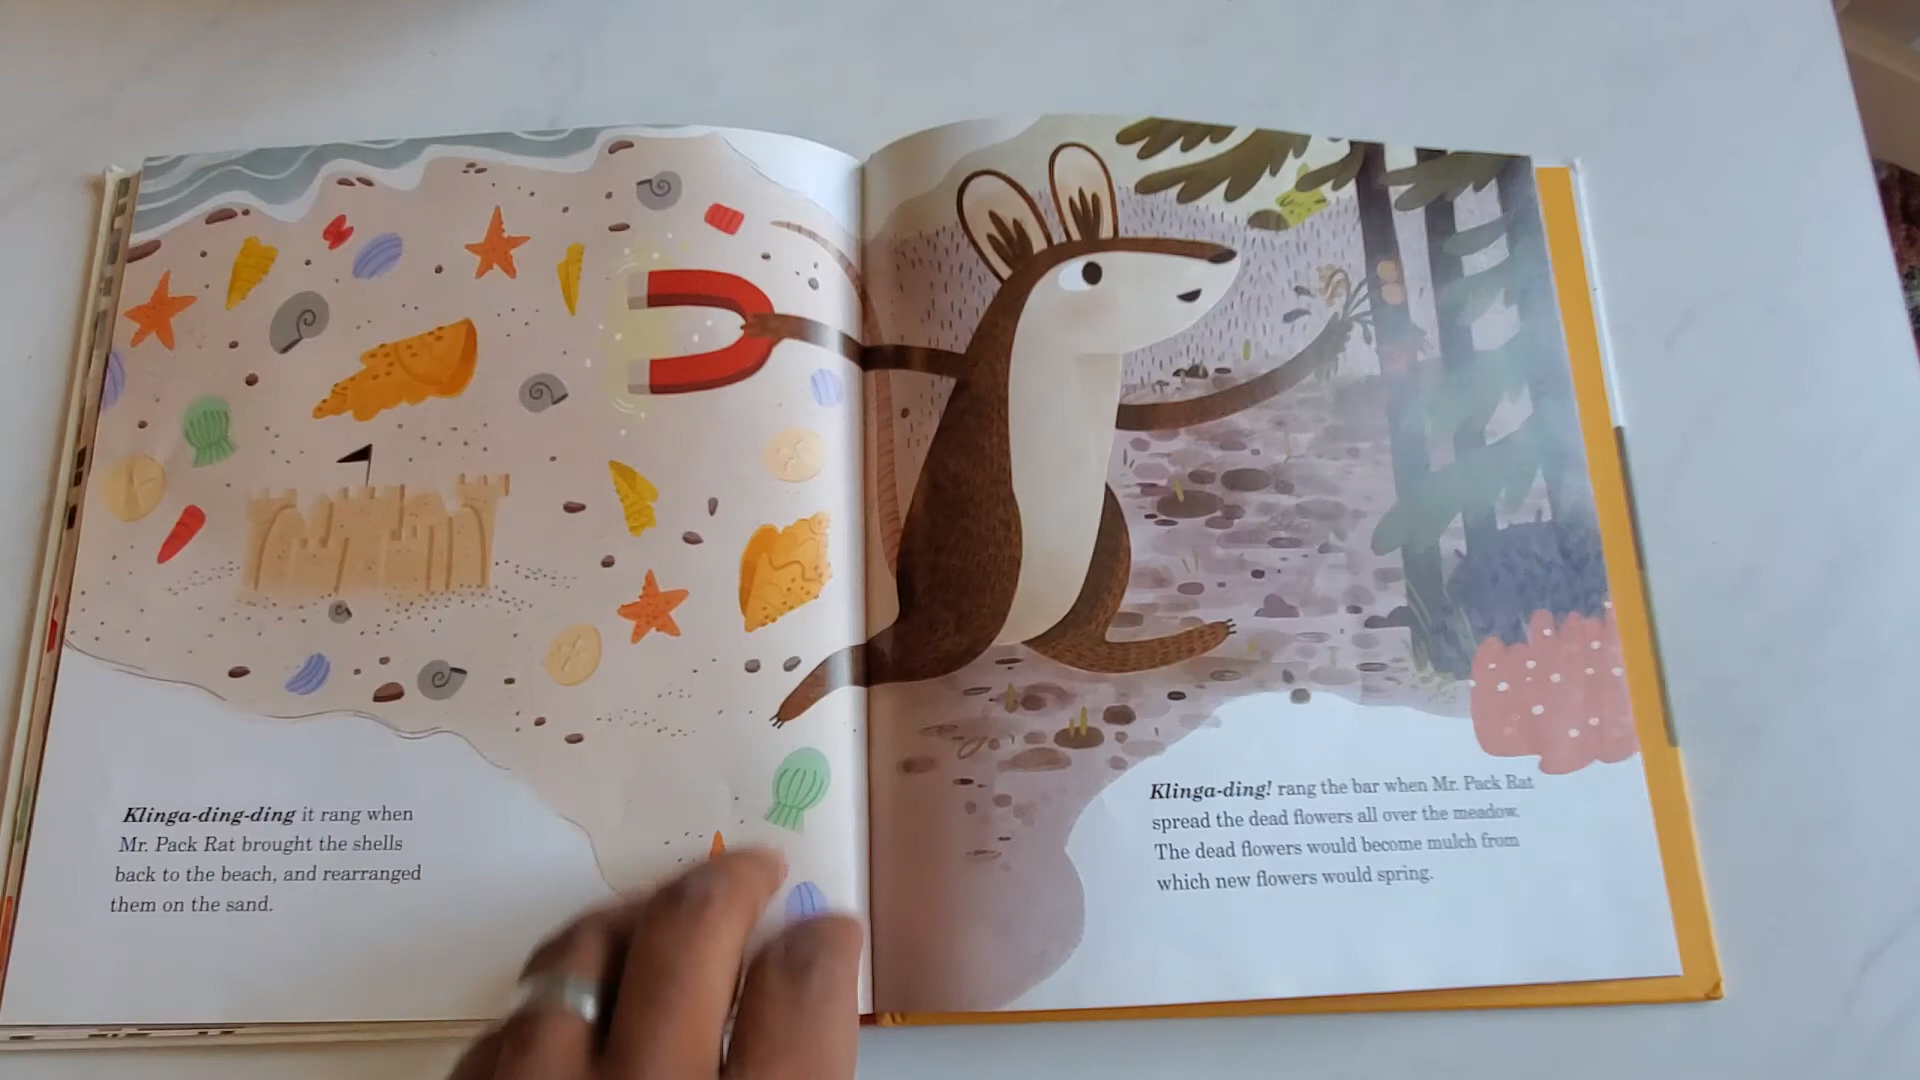 Klinga-ding-ding it rang when
Mr. Pack Rat brought the shells
back to the beach, and rearranged
them on the sand.
Klinga-ding! rang the bar when Mr. Pack Rat
spread the dead flowers all over the meadow.
The dead flowers would become mulch from
which new flowers would spring.